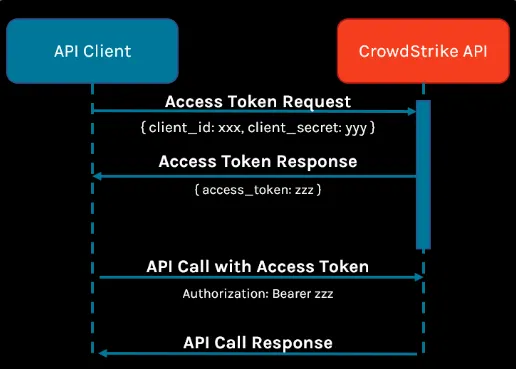 API Client
CrowdStrike API
Access Token Request
{ client_id: xxx, client_secret: yyy }
Access Token Response
{ access_token: zzz }
API Call with Access Token
Authorization: Bearer zzz
API Call Response